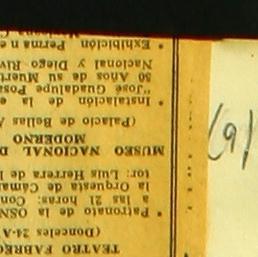 TEATRO FABREG
(Donceles 24-A
• Patronato de la OSN
a las 21 horas: Con
la Orquesta de Cáma
tor: Luis Herrera de l
MUSEO NACIONAL D
MODERNO
(Palacio de Bellas A
• Instalación de la e
"José Guadalupe Posa
50 Años de su Muert
Nacional y Diego Riv
• Exhibición Permane